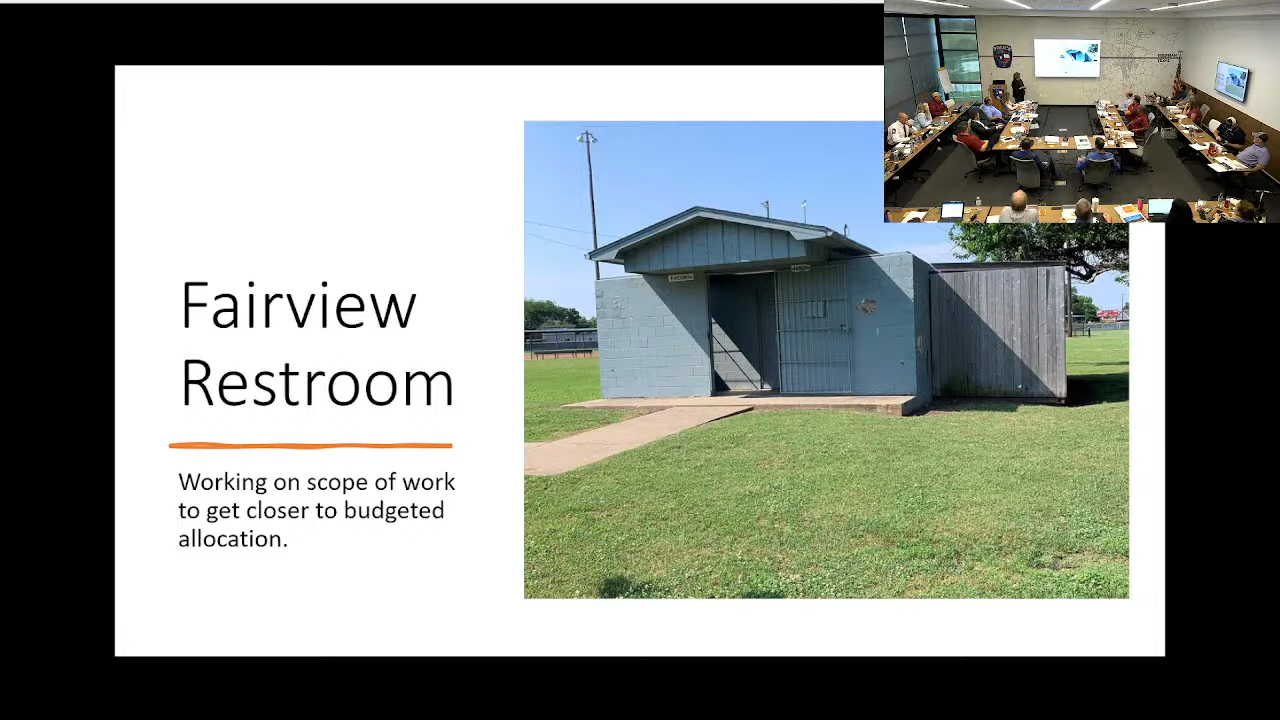 Fairview
Restroom
Working on scope of work
to get closer to budgeted
allocation.